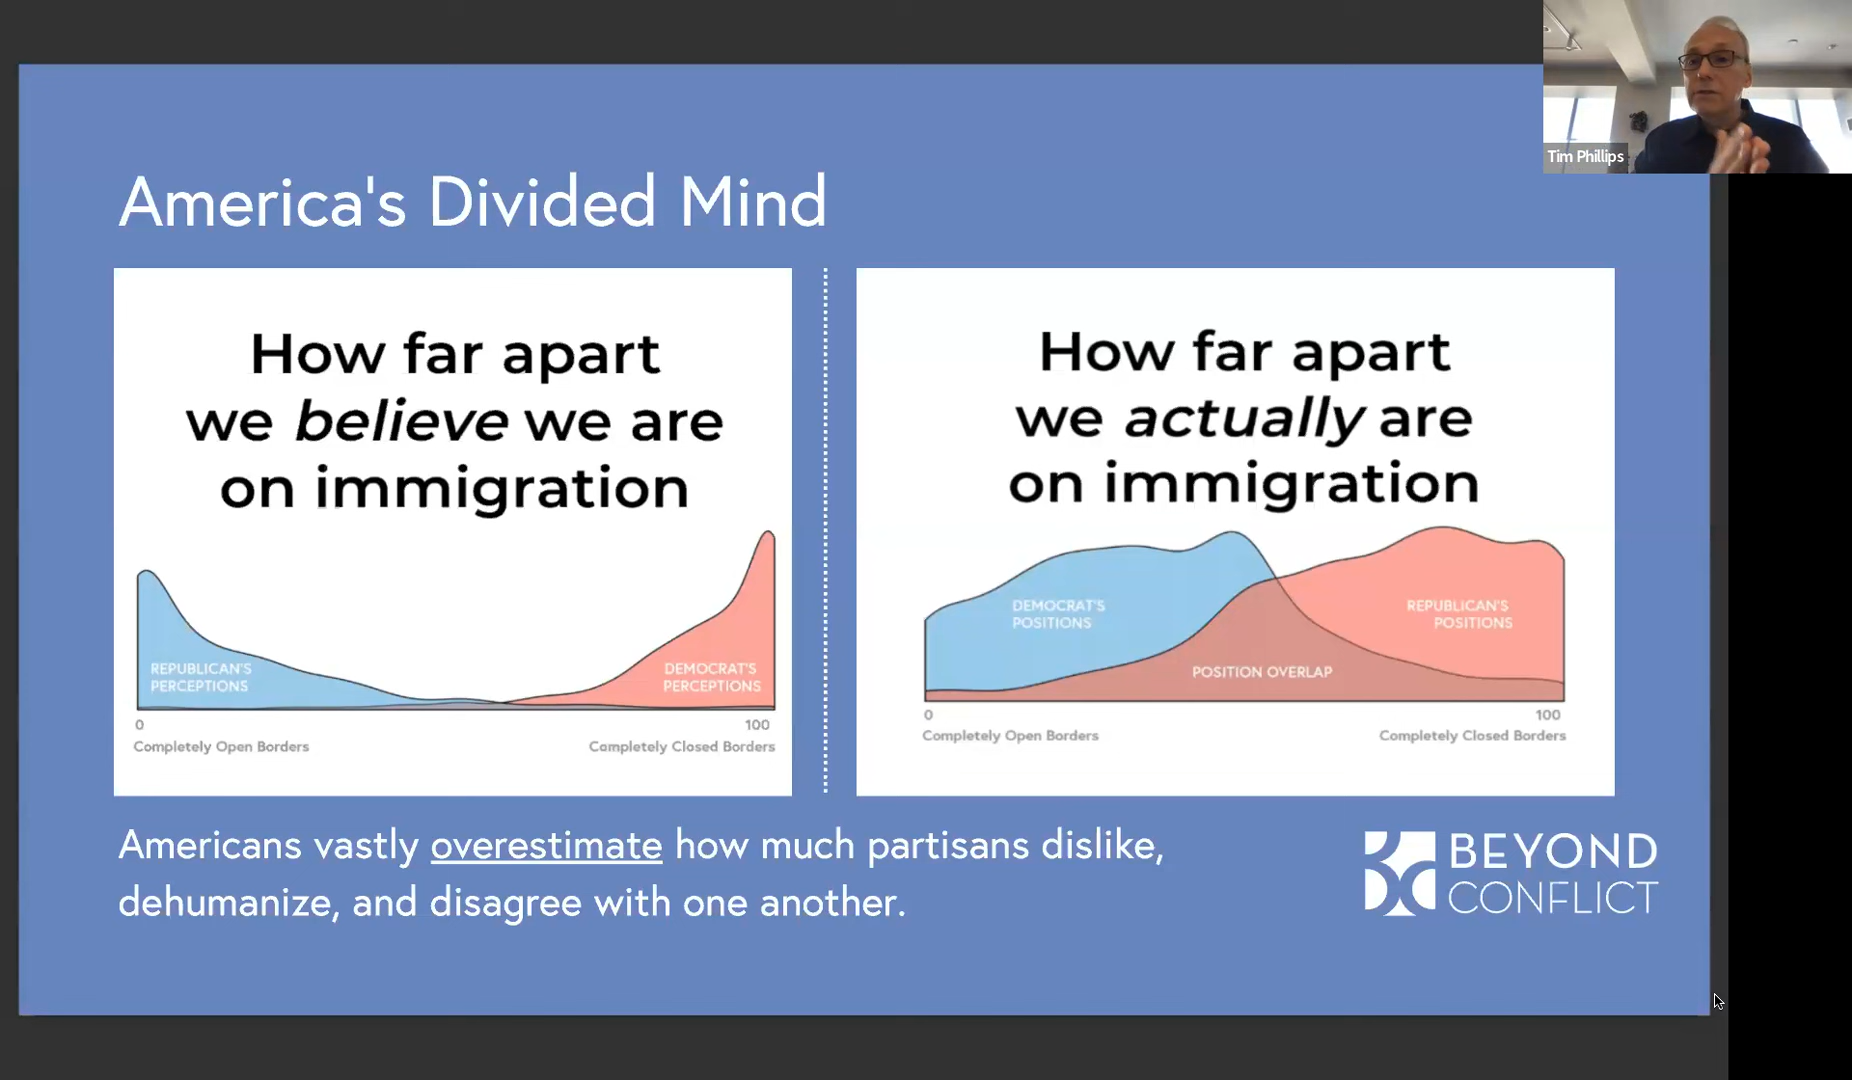 Tim Phillips
America's Divided Mind
How far apart
we believe we are
on immigration
REPUBLICAN'S
PERCEPTIONS
DEMOCRAT'S
PERCEPTIONS
0
100
Completely Open Borders
Completely Closed Borders
How far apart
we actually are
on immigration
DEMOCRAT'S
POSITIONS
REPUBLICAN'S
POSITIONS
POSITION OVERLAP
0
100
Completely Open Borders
Completely Closed Borders
Americans vastly overestimate how much partisans dislike,
dehumanize, and disagree with one another.
BEYOND
CONFLICT